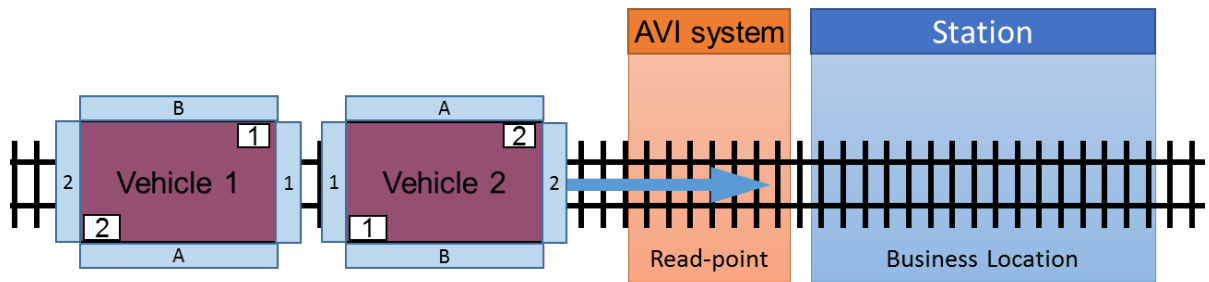 AVI system
Station
B
A
1
2
2
Vehicle 1
1
1
Vehicle 2
2
2
1
A
B
Read-point
Business Location